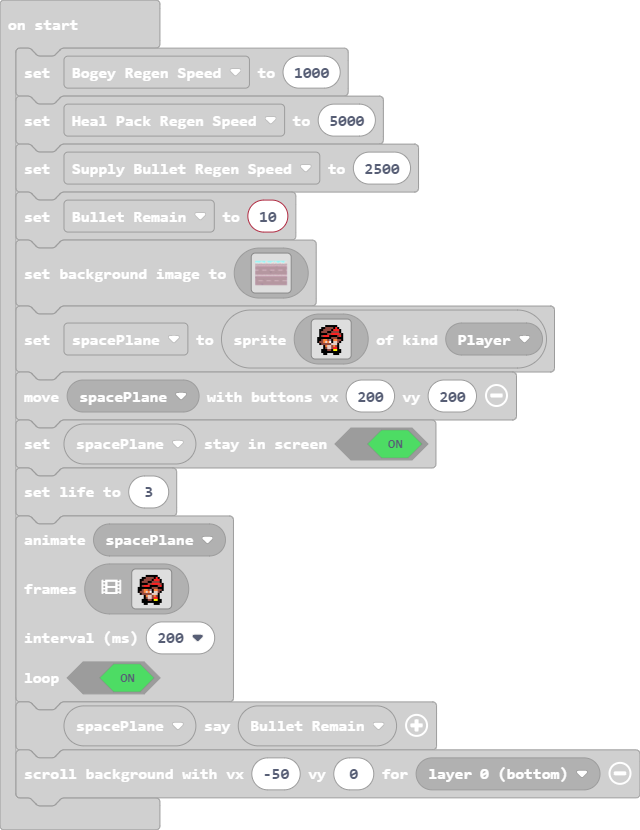 on start
set Bogey Regen Speed to 1000
set Heal Pack Regen Speed to 5000
set Supply Bullet Regen Speed to 2500
set Bullet Remain to 10
set background image to
set spacePlane to sprite of kind Player
move spacePlane with buttons vx 200 vy 200
set spacePlane stay in screen ON
set life to 3
animate spacePlane
frames
interval (ms) 200
loop ON
spacePlane say Bullet Remain
scroll background with vx -50 vy 0 for layer 0 (bottom)